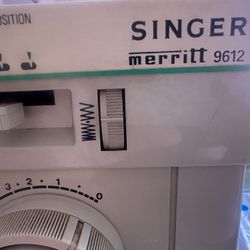 OSITION
SINGER
merritt 9612
3 • 2 • 1 • 0